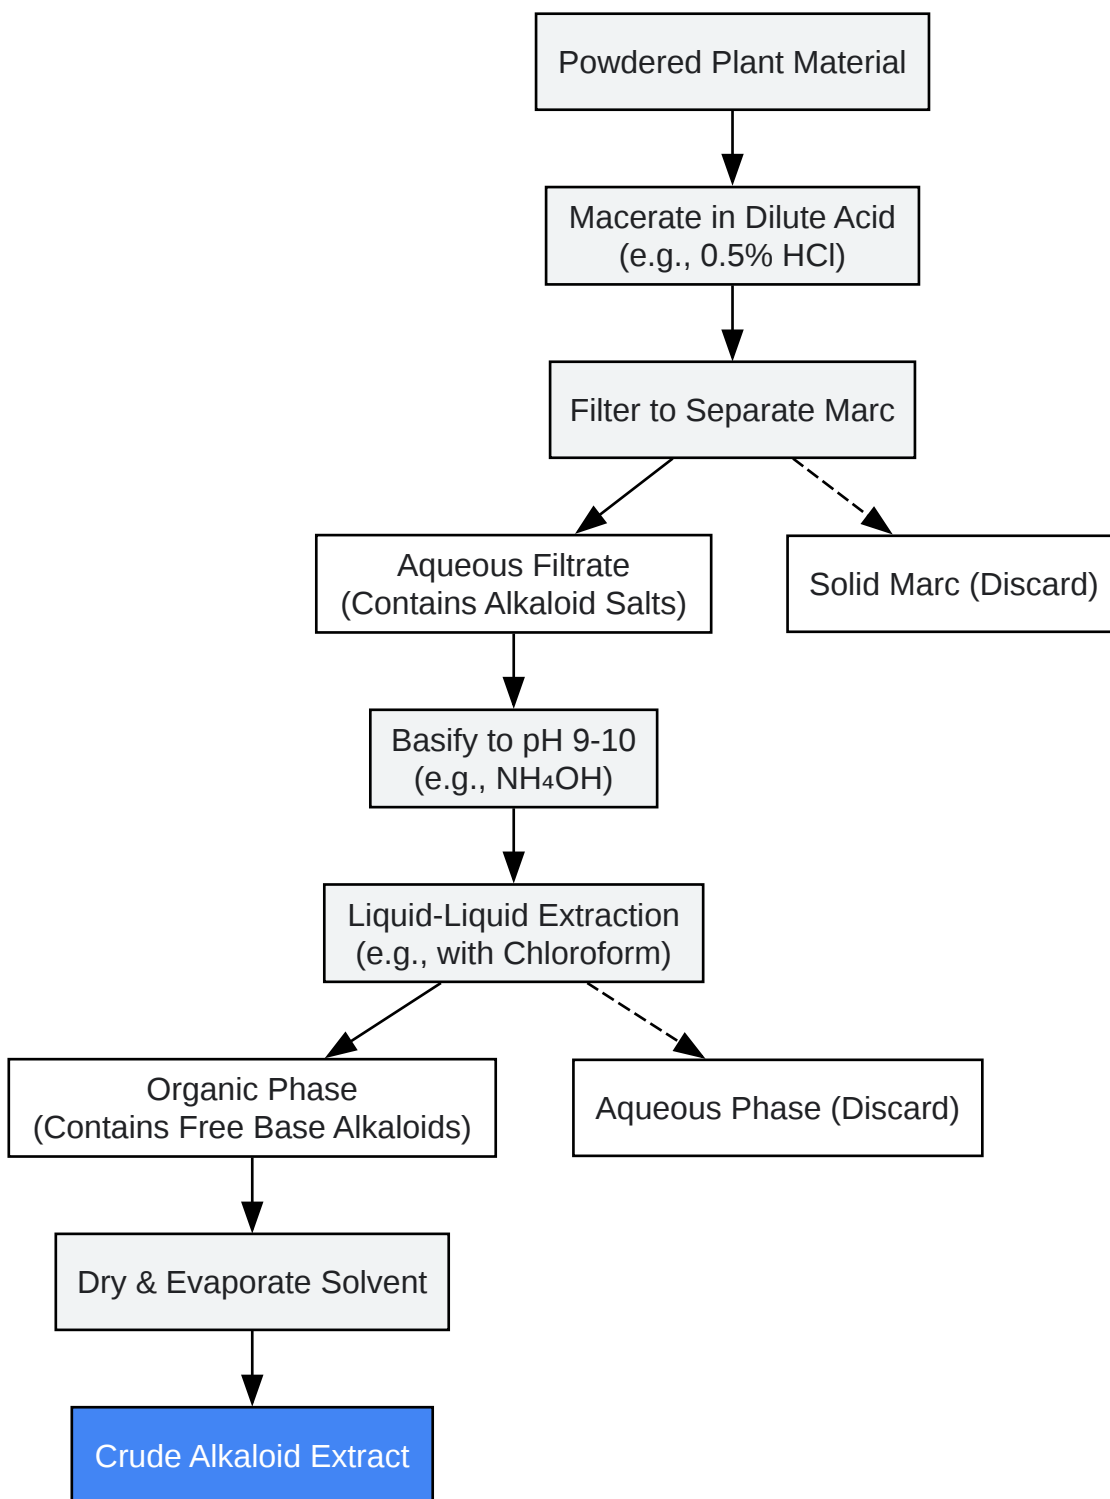 Powdered Plant Material
Macerate in Dilute Acid
(e.g., 0.5% HCl)
Filter to Separate Marc
Aqueous Filtrate
(Contains Alkaloid Salts)
Solid Marc (Discard)
Basify to pH 9-10
(e.g., NH₄OH)
Liquid-Liquid Extraction
(e.g., with Chloroform)
Organic Phase
(Contains Free Base Alkaloids)
Aqueous Phase (Discard)
Dry & Evaporate Solvent
Crude Alkaloid Extract